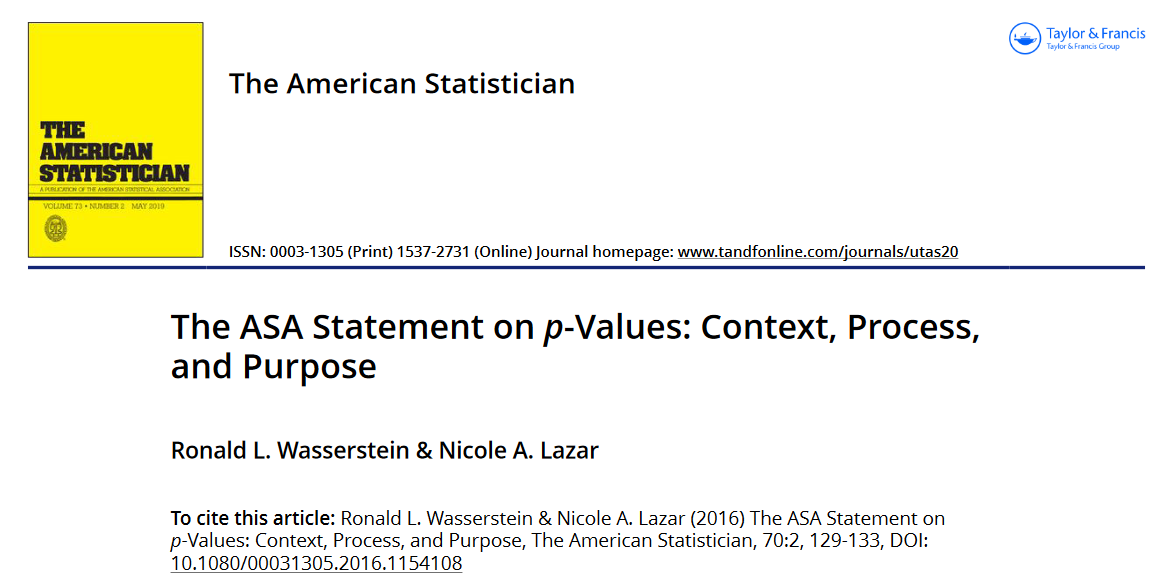 THE
AMERICAN
STATISTICIAN
A PUBLICATION OF THE AMERICAN STATISTICAL ASSOCIATION
VOLUME 73 • NUMBER 2 MAY 2019
Taylor & Francis
Taylor & Francis Group
The American Statistician
ISSN: 0003-1305 (Print) 1537-2731 (Online) Journal homepage: www.tandfonline.com/journals/utas20
The ASA Statement on p-Values: Context, Process,
and Purpose
Ronald L. Wasserstein & Nicole A. Lazar
To cite this article: Ronald L. Wasserstein & Nicole A. Lazar (2016) The ASA Statement on
p-Values: Context, Process, and Purpose, The American Statistician, 70:2, 129-133, DOI:
10.1080/00031305.2016.1154108